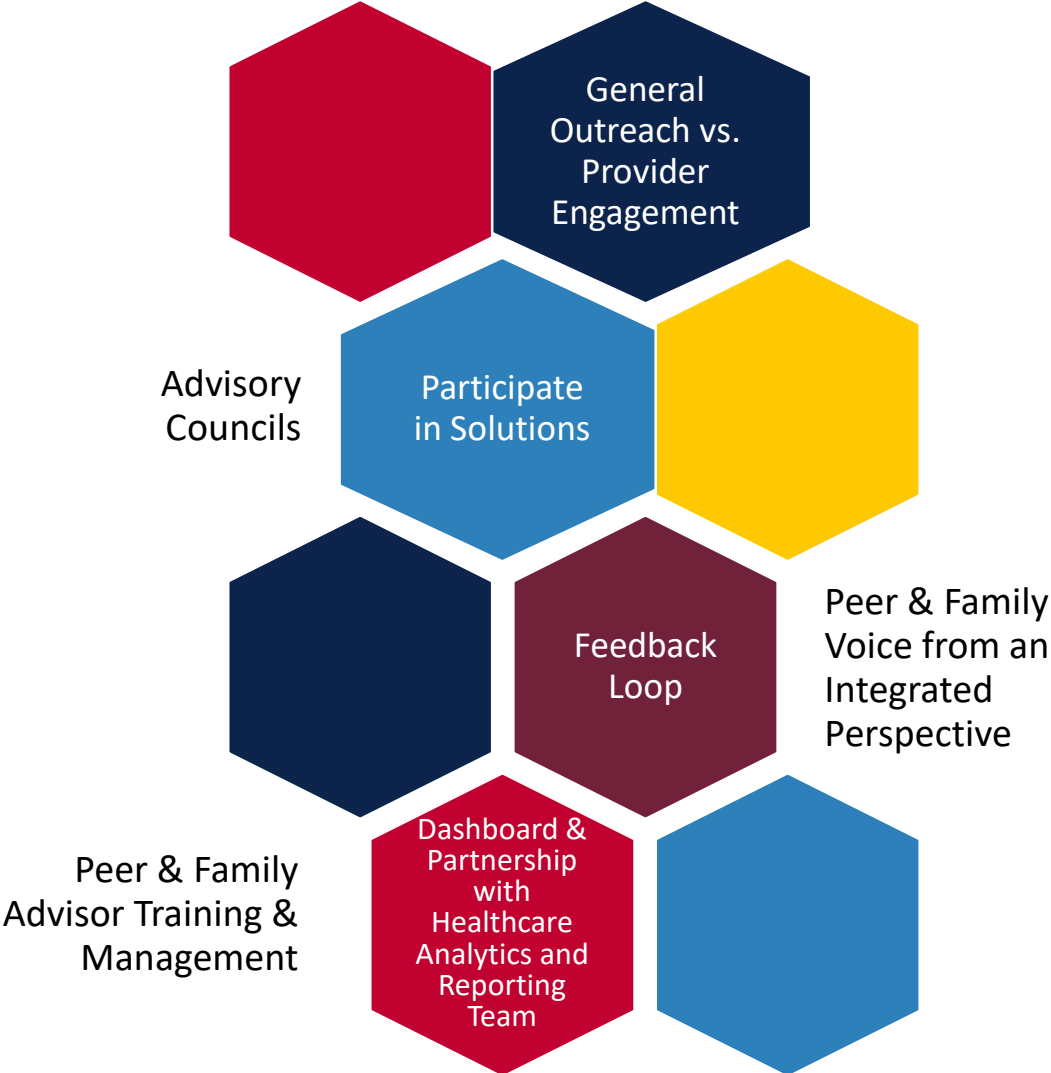 General
Outreach vs.
Provider
Engagement
Advisory
Councils
Participate
in Solutions
Feedback
Loop
Peer & Family
Voice from an
Integrated
Perspective
Peer & Family
Advisor Training &
Management
Dashboard &
Partnership
with
Healthcare
Analytics and
Reporting
Team